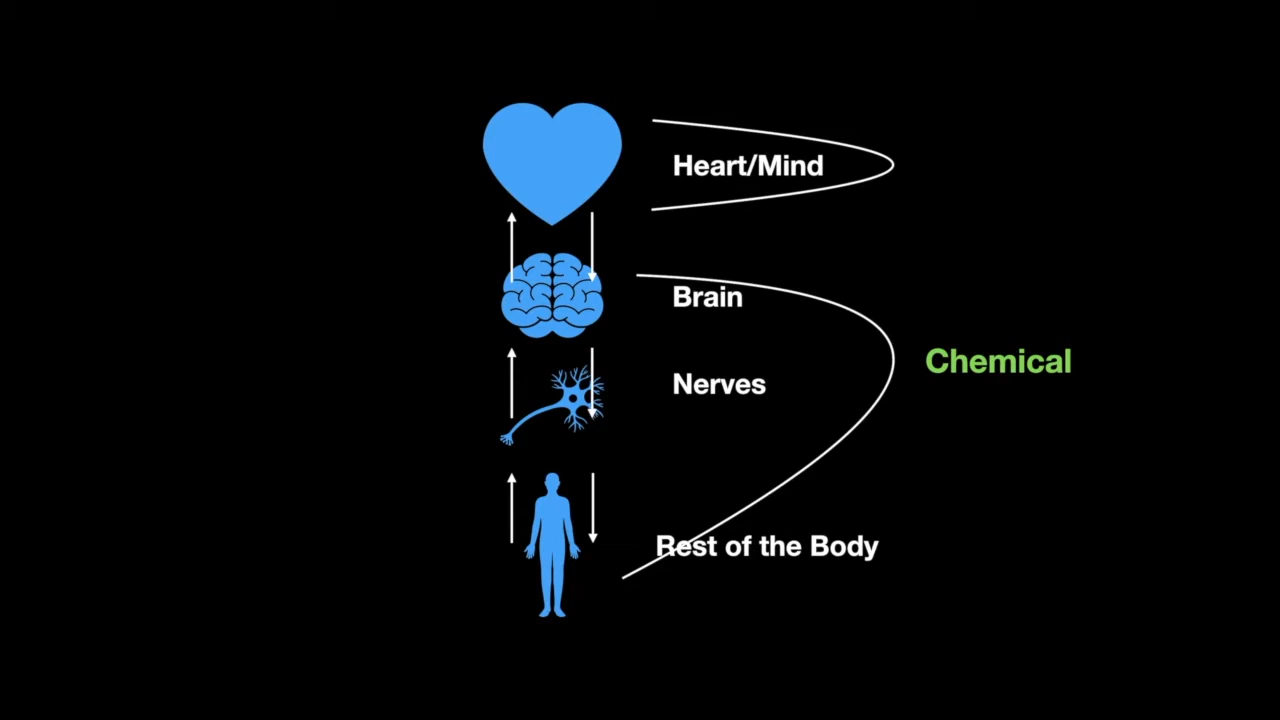 Heart/Mind
Brain
Chemical
Nerves
Rest of the Body